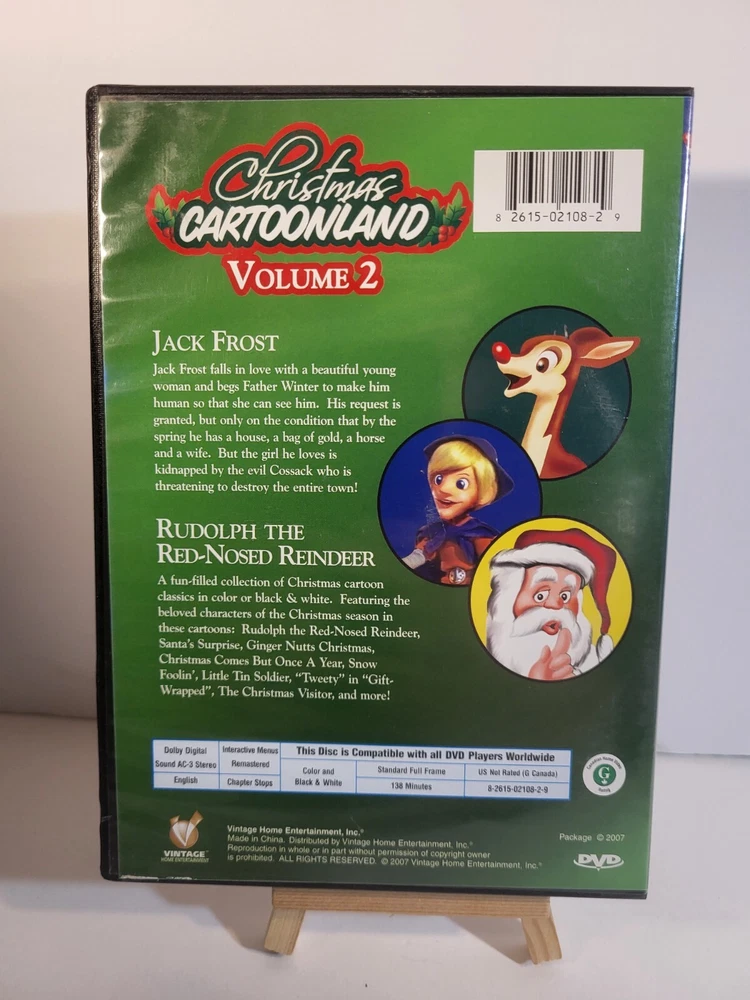 Christmas
CARTOONLAND
VOLUME 2
8 2615-02108-2 9
JACK FROST
Jack Frost falls in love with a beautiful young
woman and begs Father Winter to make him
human so that she can see him. His request is
granted, but only on the condition that by the
spring he has a house, a bag of gold, a horse
and a wife. But the girl he loves is
kidnapped by the evil Cossack who is
threatening to destroy the entire town!
RUDOLPH THE
RED-NOSED REINDEER
A fun-filled collection of Christmas cartoon
classics in color or black & white. Featuring the
beloved characters of the Christmas season in
these cartoons: Rudolph the Red-Nosed Reindeer,
Santa's Surprise, Ginger Nutts Christmas,
Christmas Comes But Once A Year, Snow
Foolin', Little Tin Soldier, "Tweety" in "Gift-
Wrapped", The Christmas Visitor, and more!
Dolby Digital
Sound AC-3 Stereo
English
Interactive Menus
Remastered
Chapter Stops
This Disc is Compatible with all DVD Players Worldwide
Color and
Black & White
Standard Full Frame
138 Minutes
US Not Rated (G Canada)
8-2615-02108-2-9
G
VINTAGE
HOME ENTERTAINMENT
Vintage Home Entertainment, Inc.®
Made in China. Distributed by Vintage Home Entertainment, Inc.®
Reproduction in whole or in part without permission of copyright owner
is prohibited. ALL RIGHTS RESERVED. © 2007 Vintage Home Entertainment, Inc.®
Package © 2007
DVD